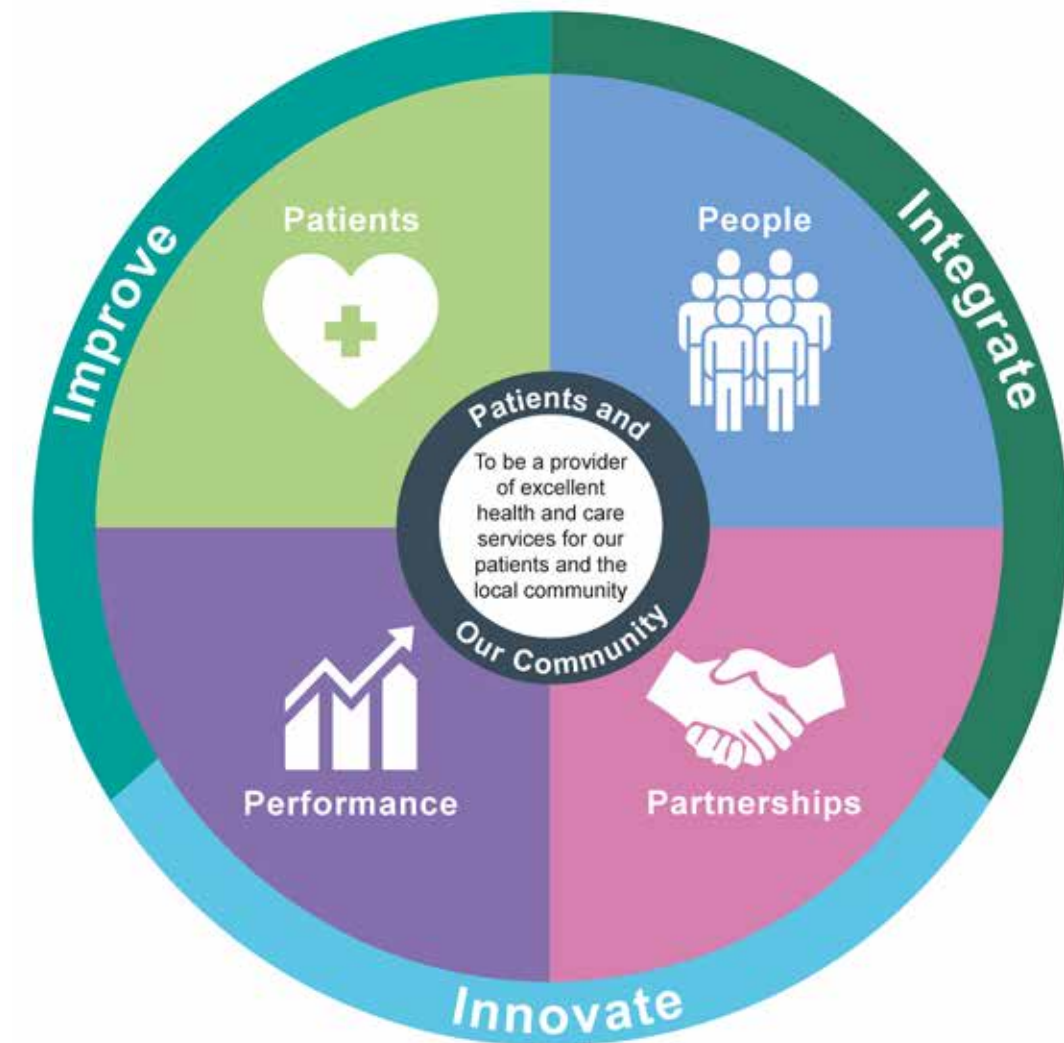 Improve
Integrate
Patients
People
Patients and
To be a provider
of excellent
health and care
services for our
patients and the
local community
Our Community
Performance
Partnerships
Innovate